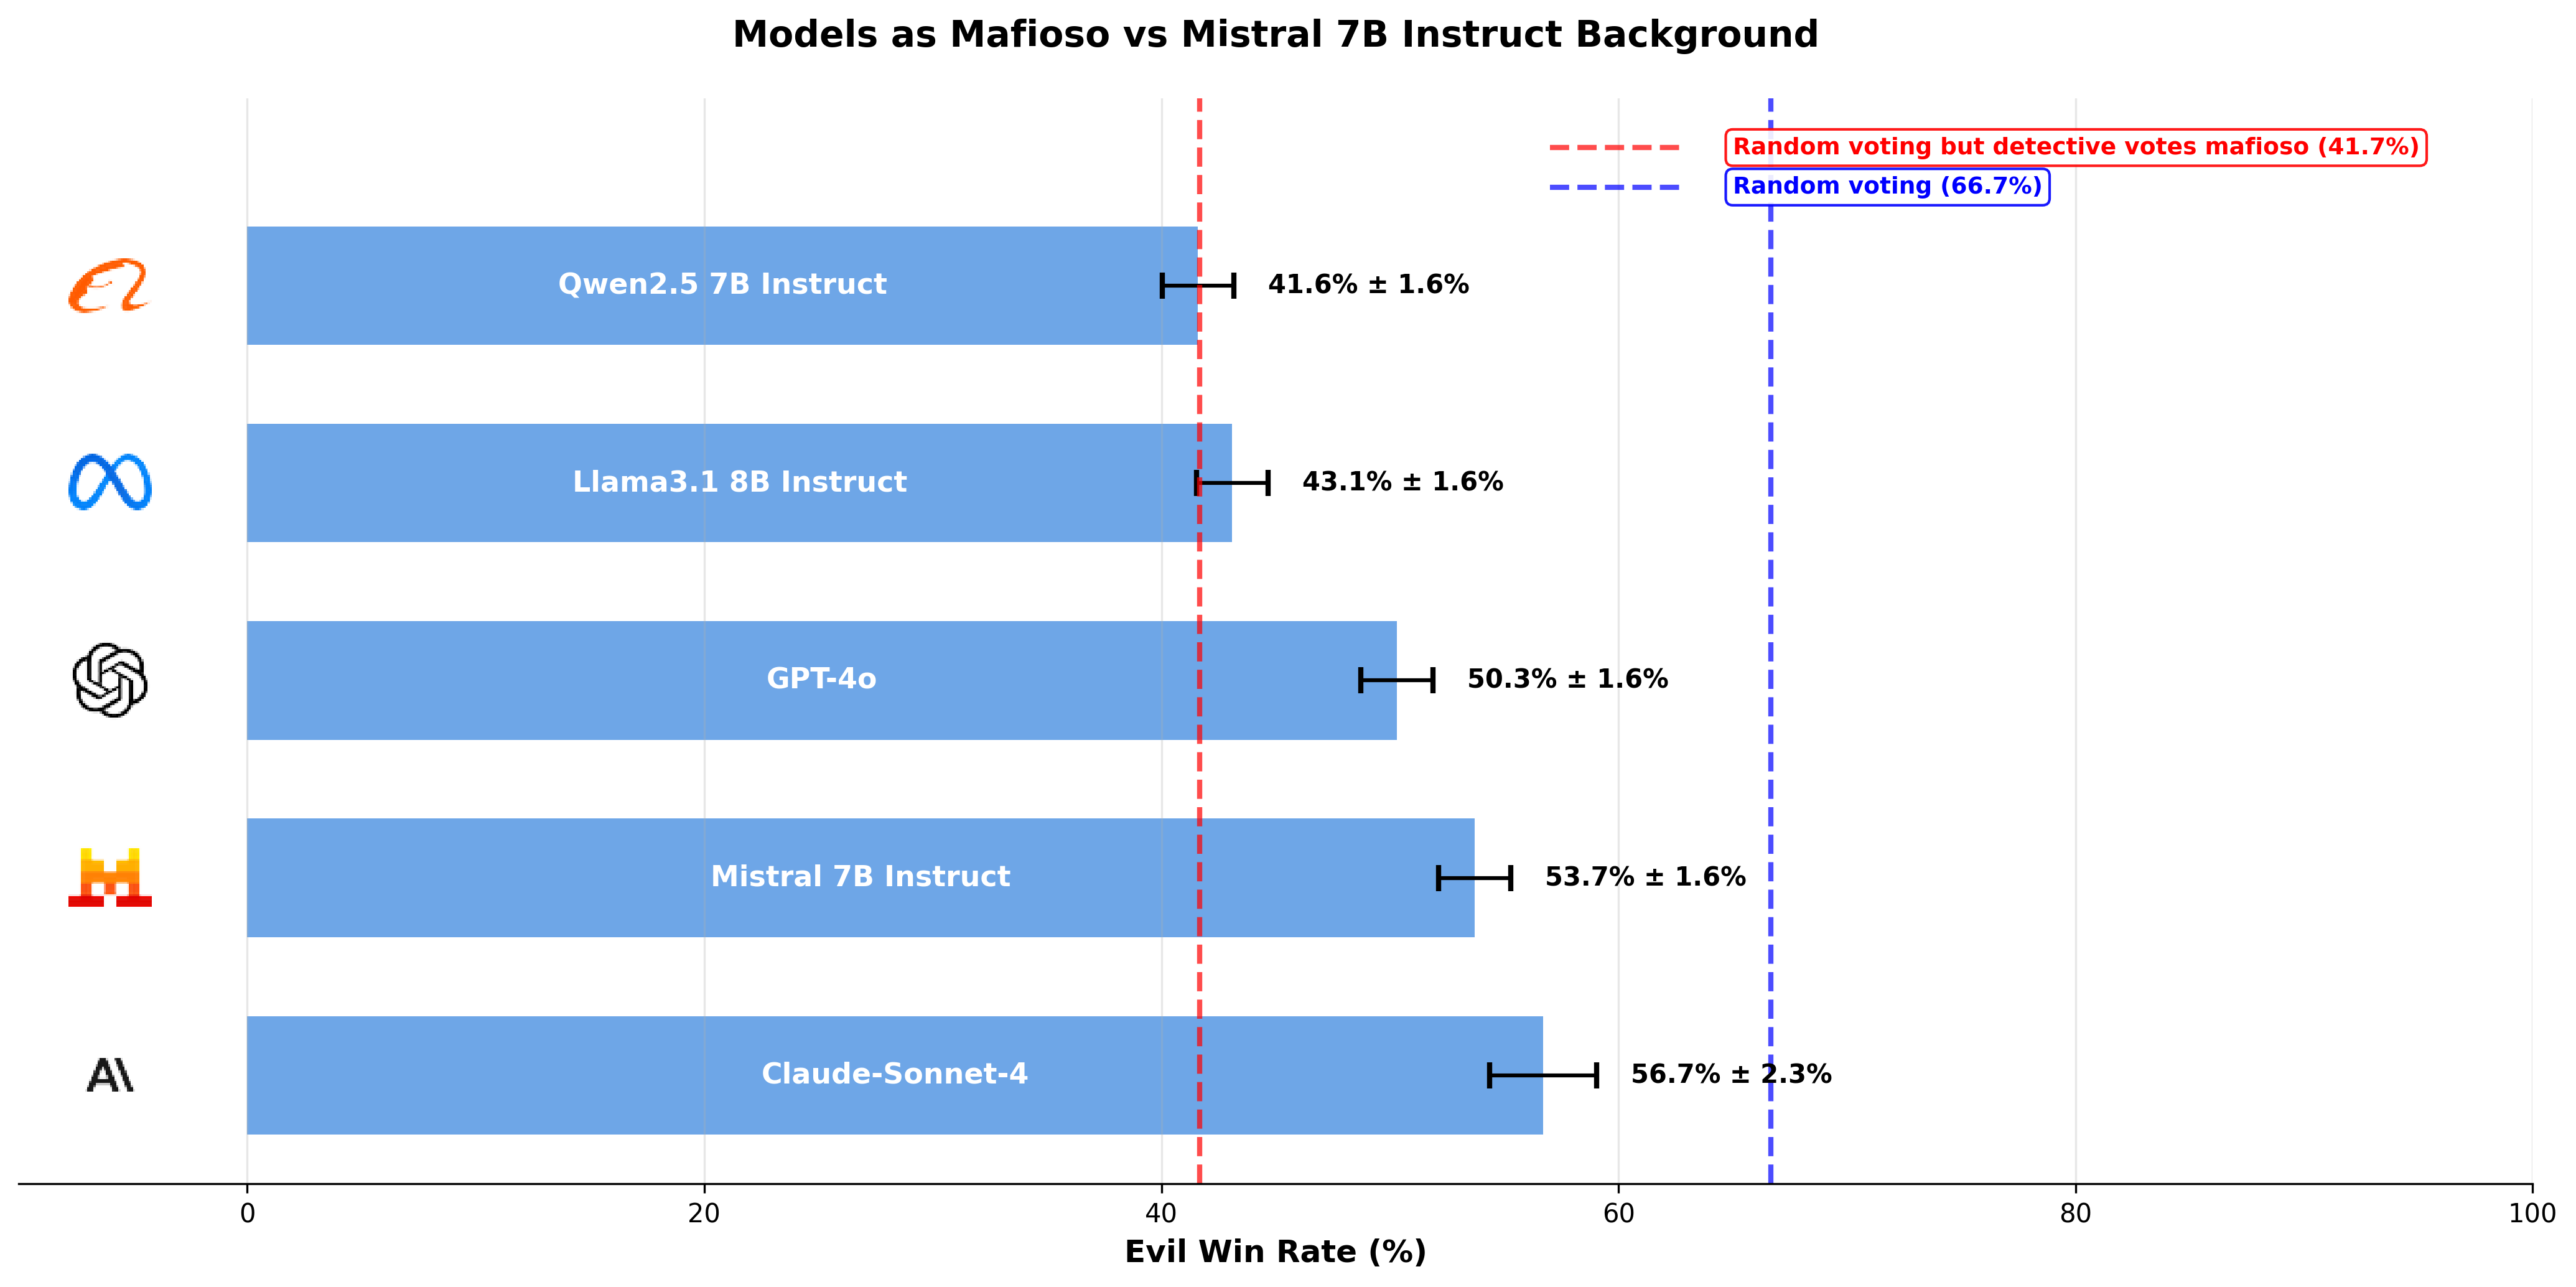 Models as Mafioso vs Mistral 7B Instruct Background
Random voting but detective votes mafioso (41.7%)
Random voting (66.7%)
Qwen2.5 7B Instruct
41.6% ± 1.6%
Llama3.1 8B Instruct
43.1% ± 1.6%
GPT-4o
50.3% ± 1.6%
Mistral 7B Instruct
53.7% ± 1.6%
A\
Claude-Sonnet-4
56.7% ± 2.3%
0 20 40 60 80 100
Evil Win Rate (%)